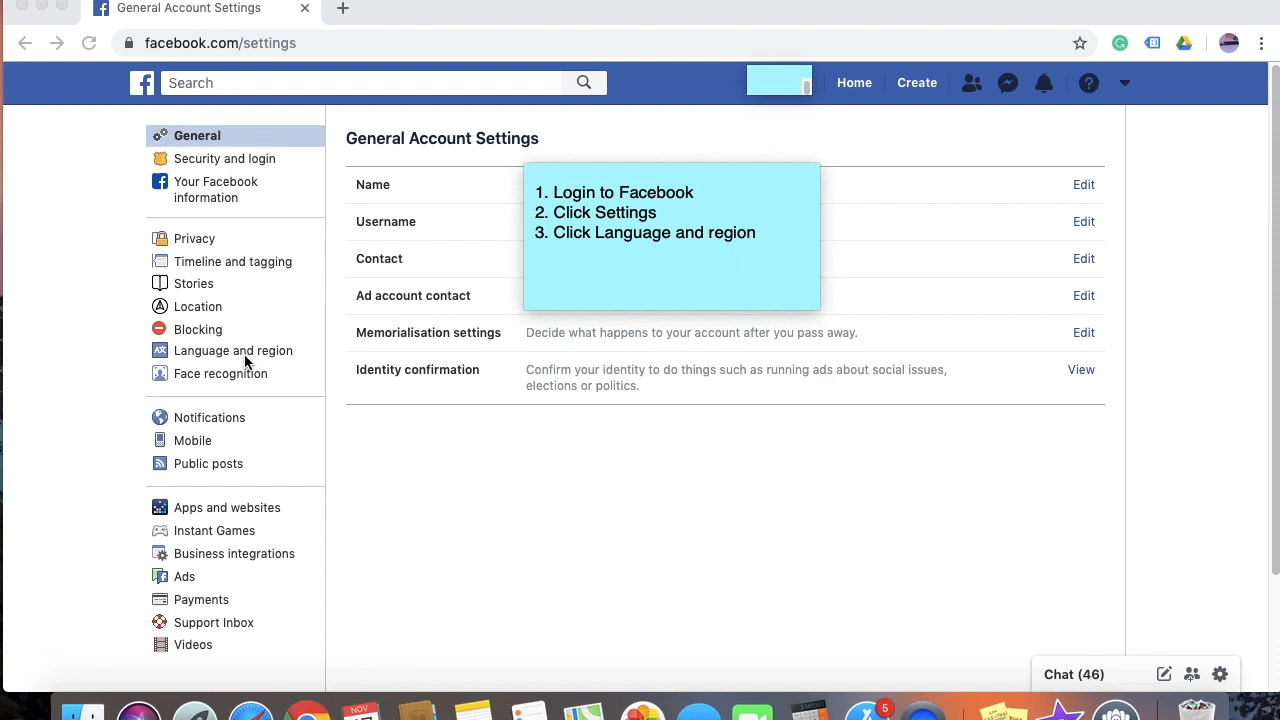 General Account Settings
facebook.com/settings
Search
Home
Create
General
Security and login
Your Facebook
information
Privacy
Timeline and tagging
Stories
Location
Blocking
Language and region
Face recognition
Notifications
Mobile
Public posts
Apps and websites
Instant Games
Business integrations
Ads
Payments
Support Inbox
Videos
General Account Settings
Name
Edit
Username
Edit
Contact
Edit
Ad account contact
Edit
Memorialisation settings
Decide what happens to your account after you pass away.
Edit
Identity confirmation
Confirm your identity to do things such as running ads about social issues,
elections or politics.
View
1. Login to Facebook
2. Click Settings
3. Click Language and region
Chat (46)
NOV
5